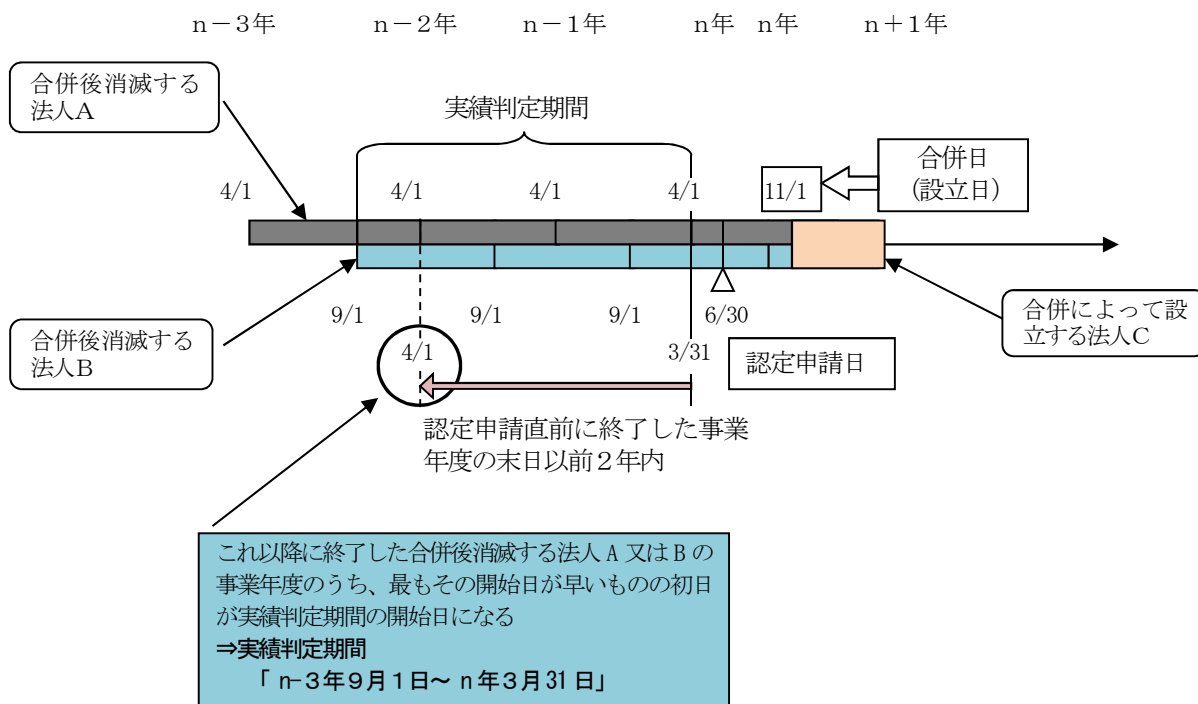 n－3年 n－2年 n－1年 n年 n年 n＋1年
合併後消滅する
法人A
実績判定期間
合併日
(設立日)
4/1 4/1 4/1 4/1 11/1
9/1 9/1 9/1 6/30
合併後消滅する
法人B
合併によって設
立する法人C
4/1 3/31
認定申請日
認定申請直前に終了した事業
年度の末日以前２年内
これ以降に終了した合併後消滅する法人 A 又は B の
事業年度のうち、最もその開始日が早いものの初日
が実績判定期間の開始日になる
⇒実績判定期間
「 n-３年９月１日～ n 年３月 31 日」